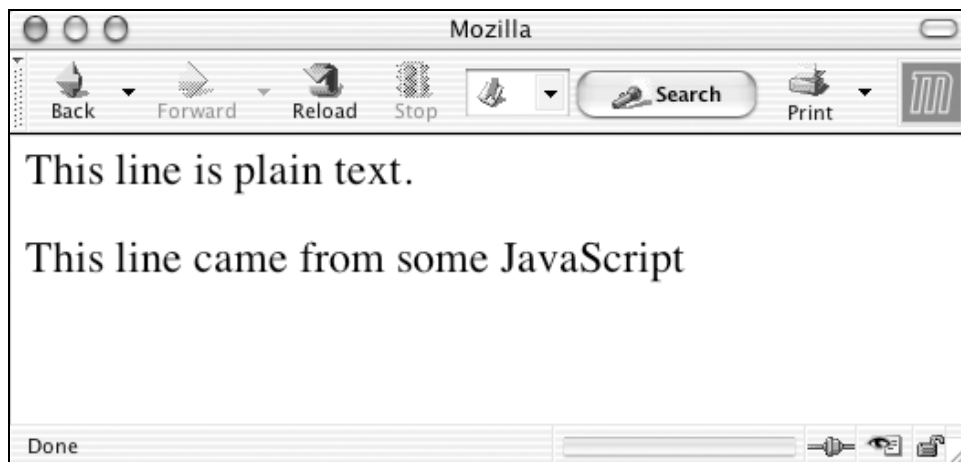 Mozilla
Back Forward Reload Stop Search Print
This line is plain text.
This line came from some JavaScript
Done